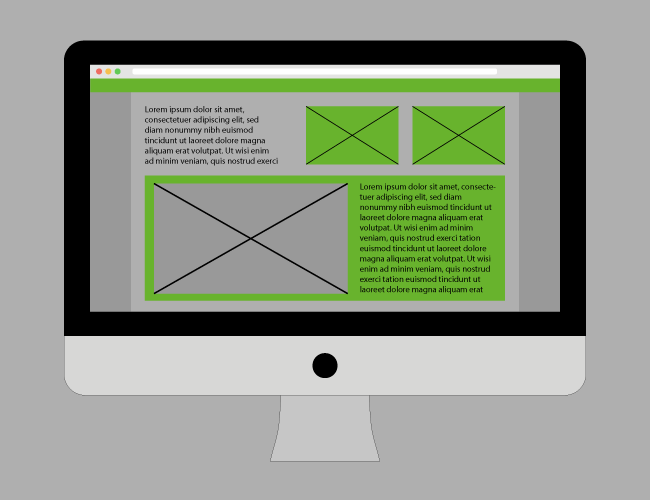 Lorem ipsum dolor sit amet,
consectetuer adipiscing elit, sed
diam nonummy nibh euismod
tincidunt ut laoreet dolore magna
aliquam erat volutpat. Ut wisi enim
ad minim veniam, quis nostrud exerci
Lorem ipsum dolor sit amet, consecte-
tuer adipiscing elit, sed diam
nonummy nibh euismod tincidunt ut
laoreet dolore magna aliquam erat
volutpat. Ut wisi enim ad minim
veniam, quis nostrud exerci tation
euismod tincidunt ut laoreet dolore
magna aliquam erat volutpat. Ut wisi
enim ad minim veniam, quis nostrud
exerci tation euismod tincidunt ut
laoreet dolore magna aliquam erat